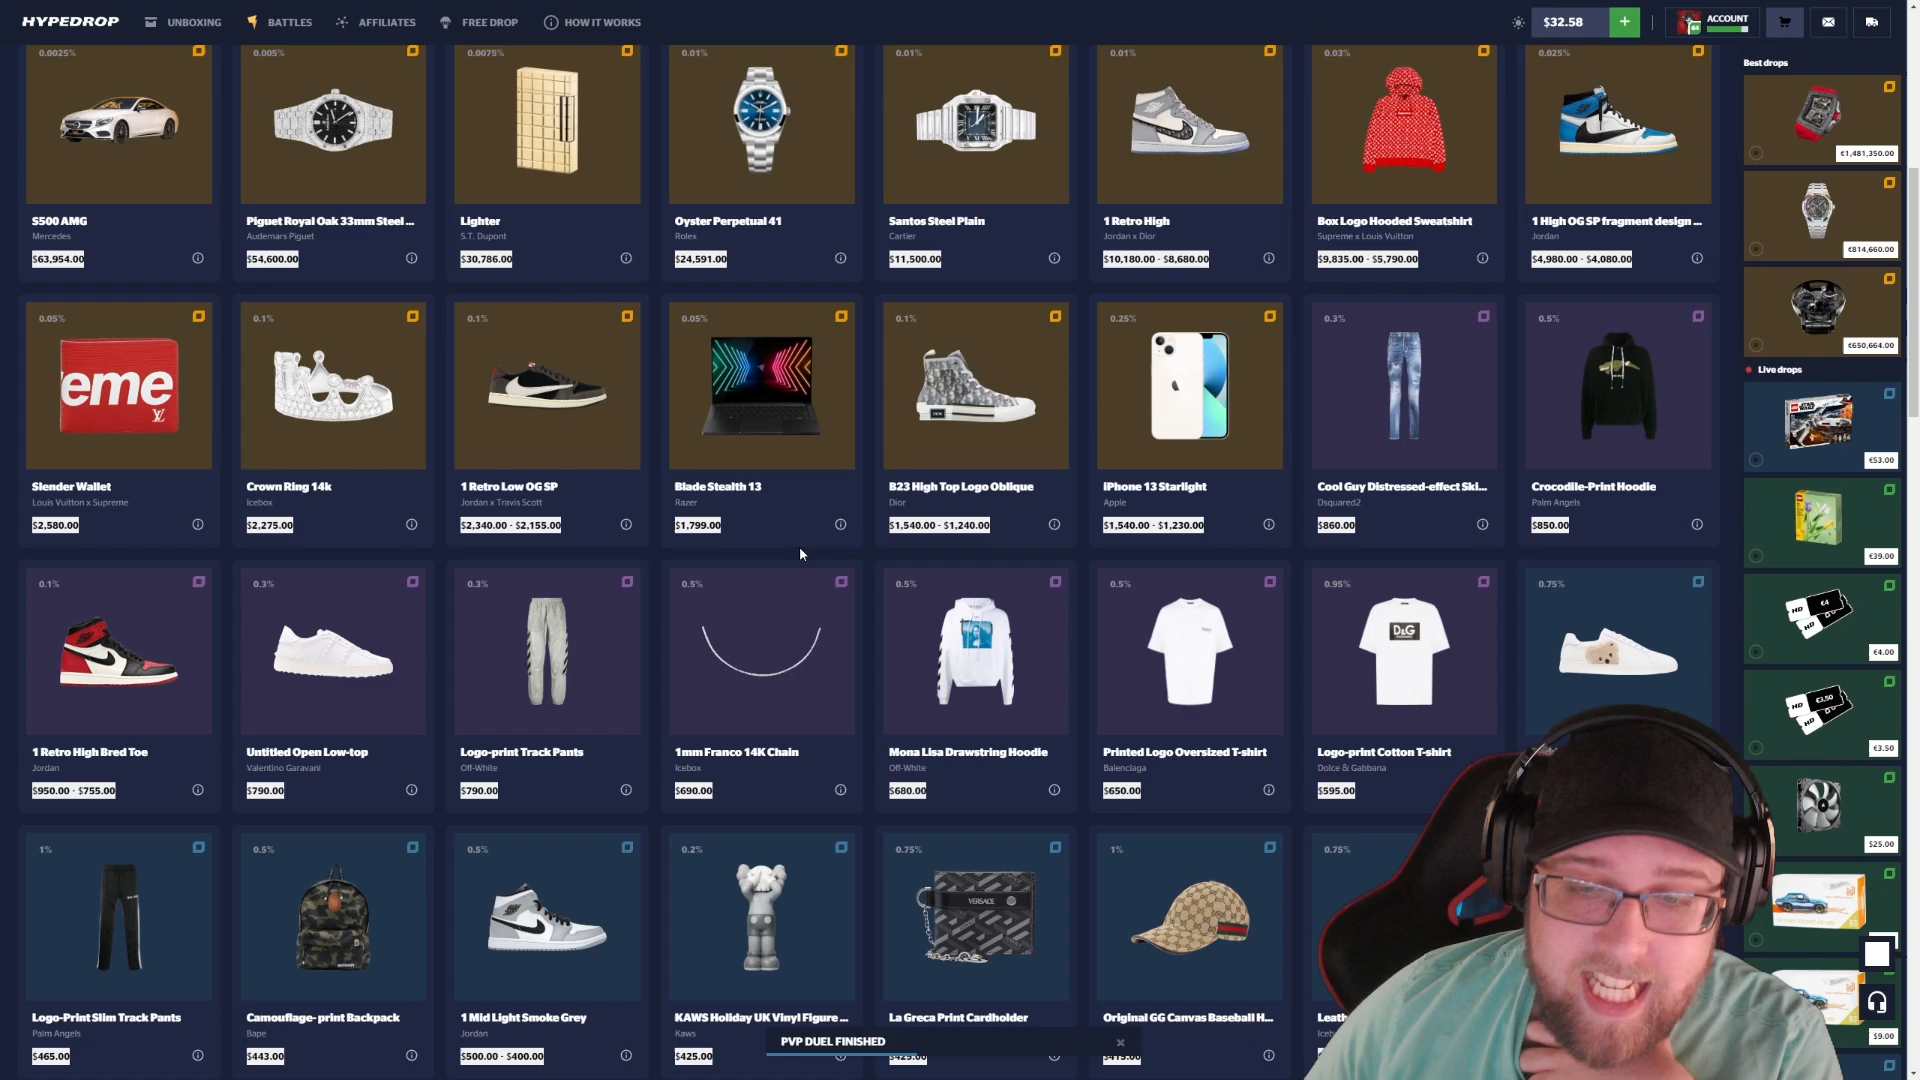 HYPEDROP
UNBOXING
BATTLES
AFFILIATES
FREE DROP
HOW IT WORKS
$32.58
+
ACCOUNT
0.0025%
0.005%
0.0075%
0.01%
0.01%
0.01%
0.03%
0.025%
S500 AMG
Piguet Royal Oak 33mm Steel ...
Lighter
Oyster Perpetual 41
Santos Steel Plain
1 Retro High
Box Logo Hooded Sweatshirt
1 High OG SP fragment design ...
Mercedes
Audemars Piguet
S.T. Dupont
Rolex
Cartier
Jordan x Dior
Supreme x Louis Vuitton
Jordan
$63,954.00
$54,600.00
$30,786.00
$24,591.00
$11,500.00
$10,180.00 - $8,680.00
$9,835.00 - $5,790.00
$4,980.00 - $4,080.00
0.05%
0.1%
0.1%
0.05%
0.1%
0.25%
0.3%
0.5%
eme
Slender Wallet
Crown Ring 14k
1 Retro Low OG SP
Blade Stealth 13
B23 High Top Logo Oblique
iPhone 13 Starlight
Cool Guy Distressed-effect Ski...
Crocodile-Print Hoodie
Louis Vuitton x Supreme
Icebox
Jordan x Travis Scott
Razer
Dior
Apple
Dsquared2
Palm Angels
$2,580.00
$2,275.00
$2,340.00 - $2,155.00
$1,799.00
$1,540.00 - $1,240.00
$1,540.00 - $1,230.00
$860.00
$850.00
0.1%
0.3%
0.3%
0.5%
0.5%
0.5%
0.95%
0.75%
D&G
1 Retro High Bred Toe
Untitled Open Low-top
Logo-print Track Pants
1mm Franco 14K Chain
Mona Lisa Drawstring Hoodie
Printed Logo Oversized T-shirt
Logo-print Cotton T-shirt
Jordan
Valentino Garavani
Off-White
Icebox
Off-White
Balenciaga
Dolce & Gabbana
$950.00 - $755.00
$790.00
$790.00
$690.00
$680.00
$650.00
$595.00
1%
0.5%
0.5%
0.2%
0.75%
1%
0.75%
VERSACE
Logo-Print Slim Track Pants
Camouflage- print Backpack
1 Mid Light Smoke Grey
KAWS Holiday UK Vinyl Figure ...
La Greca Print Cardholder
Original GG Canvas Baseball H...
Palm Angels
Bape
Jordan
Kaws
$465.00
$443.00
$500.00 - $400.00
$425.00
PVP DUEL FINISHED
Best drops
€1,481,350.00
€814,660.00
€650,664.00
Live drops
€53.00
€39.00
HD
€4
HD
€4.00
HD
€3.50
HD
€3.50
$25.00
$9.00